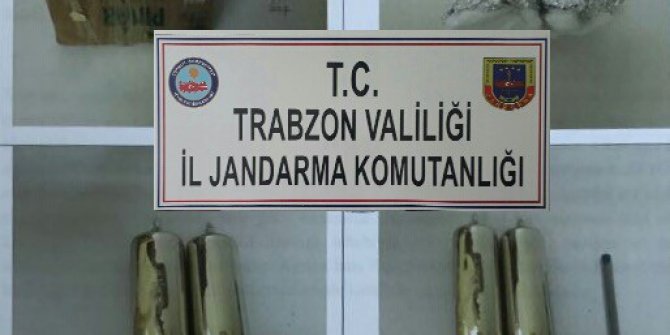 T.C.
TRABZON VALİLİĞİ
İL JANDARMA KOMUTANLIĞI